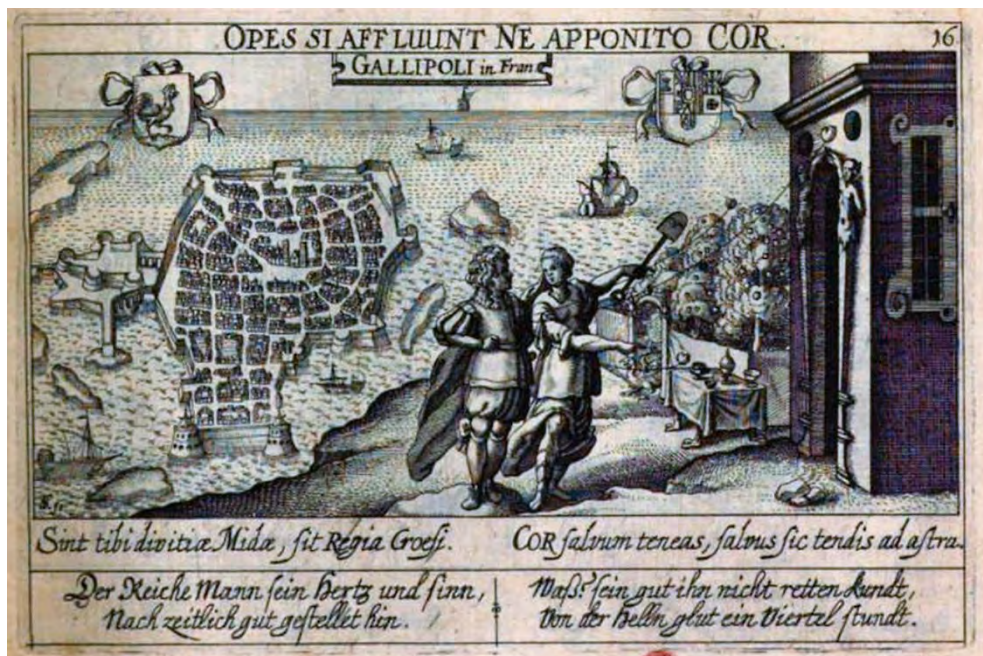 OPES SI AFFLUUNT NE APPONITO COR.
16
GALLIPOLI in Fran
Sint tibi divitiæ Midæ, sit Regia Croesi.
COR salvum teneas, salvus sic tendis ad astra.
Der Reiche Mann sein Hertz und sinn,
Nach zeitlich gut gestellet hin.
Waß? sein gut ihn nicht retten kundt,
Von der Helln glut ein Viertel stundt.